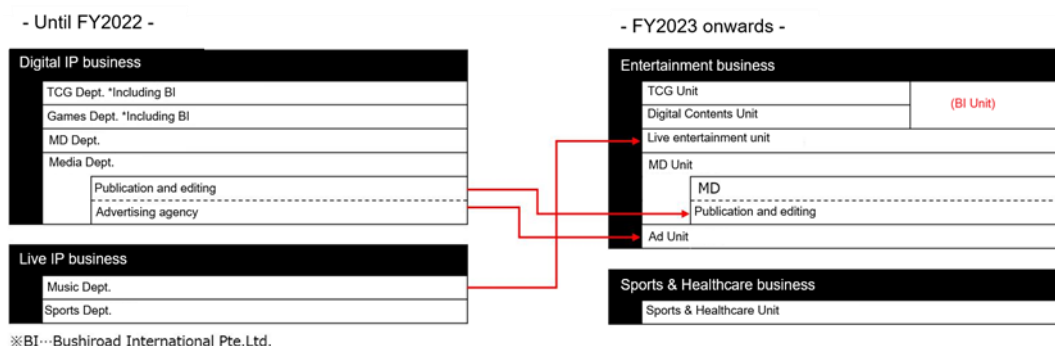 - Until FY2022 -
Digital IP business
TCG Dept. *Including BI
Games Dept. *Including BI
MD Dept.
Media Dept.
Publication and editing
Advertising agency
Live IP business
Music Dept.
Sports Dept.
※BI…Bushiroad International Pte.Ltd.
- FY2023 onwards -
Entertainment business
TCG Unit
(BI Unit)
Digital Contents Unit
Live entertainment unit
MD Unit
MD
Publication and editing
Ad Unit
Sports & Healthcare business
Sports & Healthcare Unit